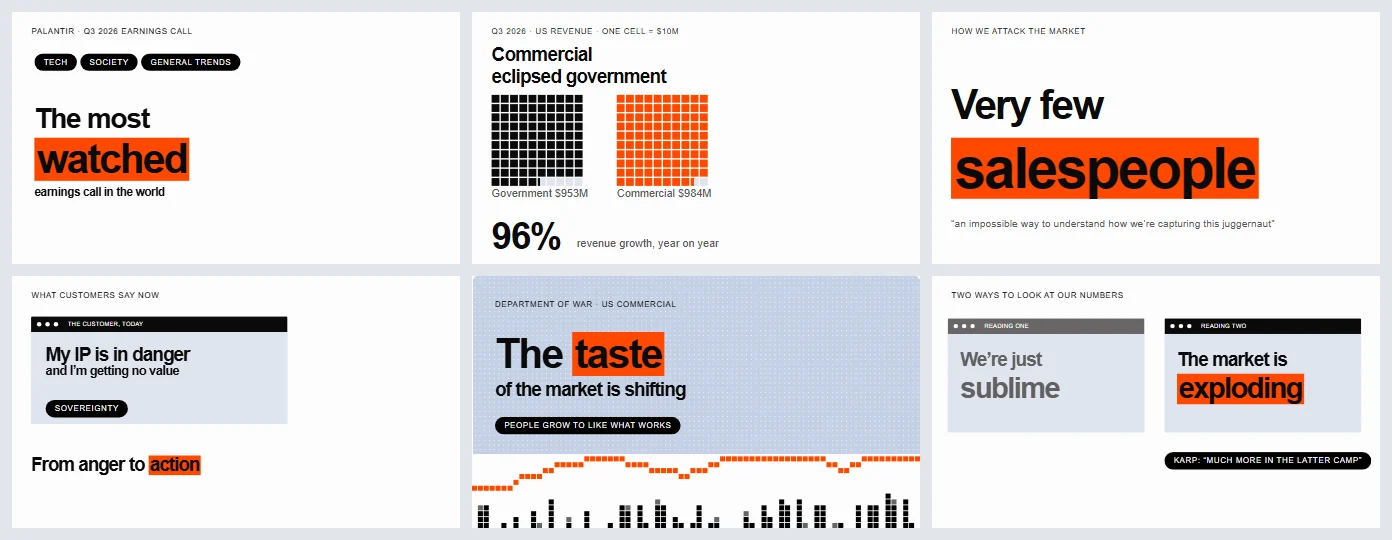 PALANTIR · Q3 2026 EARNINGS CALL
TECH SOCIETY GENERAL TRENDS
The most
watched
earnings call in the world
Q3 2026 · US REVENUE · ONE CELL = $10M
Commercial
eclipsed government
Government $953M Commercial $984M
96% revenue growth, year on year
HOW WE ATTACK THE MARKET
Very few
salespeople
“an impossible way to understand how we’re capturing this juggernaut”
WHAT CUSTOMERS SAY NOW
THE CUSTOMER, TODAY
My IP is in danger
and I’m getting no value
SOVEREIGNTY
From anger to action
DEPARTMENT OF WAR · US COMMERCIAL
The taste
of the market is shifting
PEOPLE GROW TO LIKE WHAT WORKS
TWO WAYS TO LOOK AT OUR NUMBERS
READING ONE
We’re just
sublime
READING TWO
The market is
exploding
KARP: “MUCH MORE IN THE LATTER CAMP”